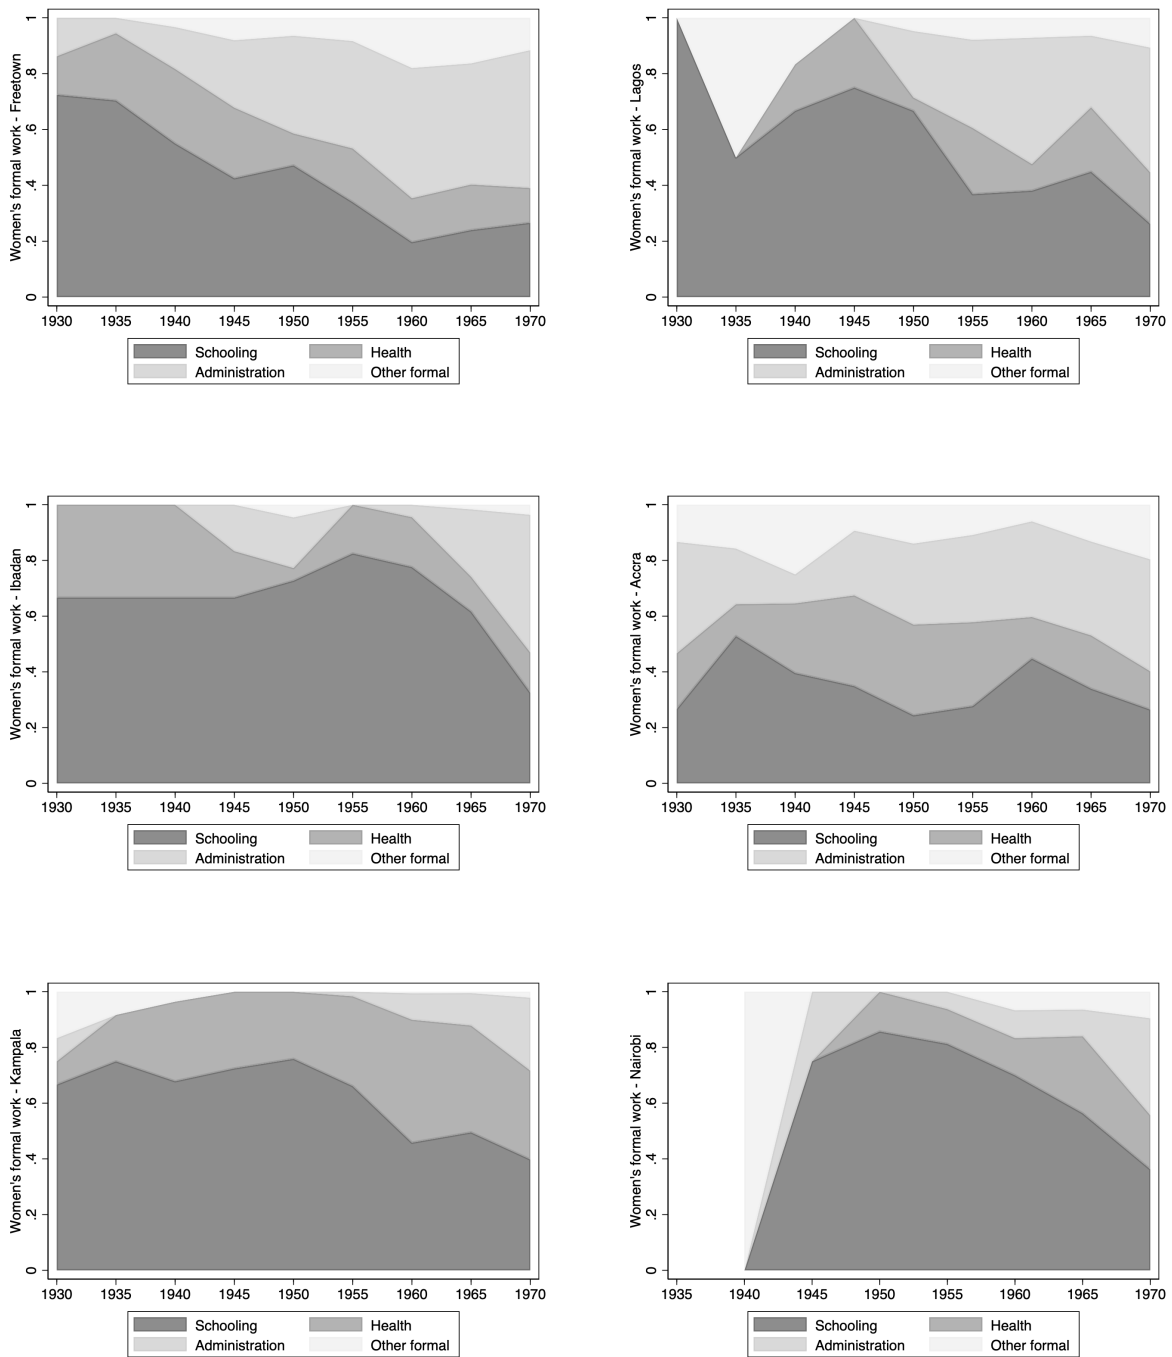 Women's formal work - Freetown
1
.8
.6
.4
.2
0
1930 1935 1940 1945 1950 1955 1960 1965 1970
Schooling Health
Administration Other formal
Women's formal work - Lagos
1
.8
.6
.4
.2
0
1930 1935 1940 1945 1950 1955 1960 1965 1970
Schooling Health
Administration Other formal
Women's formal work - Ibadan
1
.8
.6
.4
.2
0
1930 1935 1940 1945 1950 1955 1960 1965 1970
Schooling Health
Administration Other formal
Women's formal work - Accra
1
.8
.6
.4
.2
0
1930 1935 1940 1945 1950 1955 1960 1965 1970
Schooling Health
Administration Other formal
Women's formal work - Kampala
1
.8
.6
.4
.2
0
1930 1935 1940 1945 1950 1955 1960 1965 1970
Schooling Health
Administration Other formal
Women's formal work - Nairobi
1
.8
.6
.4
.2
0
1935 1940 1945 1950 1955 1960 1965 1970
Schooling Health
Administration Other formal